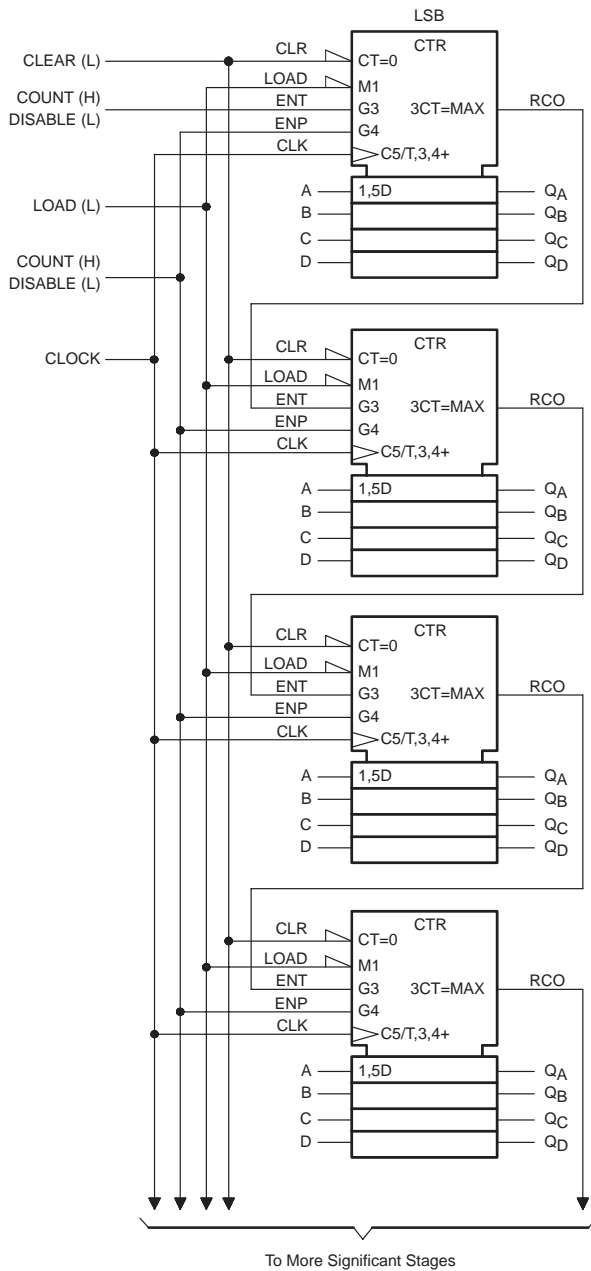 LSB
CLEAR (L)
CLR
CT=0
CTR
LOAD
M1
COUNT (H)
DISABLE (L)
ENT
G3
3CT=MAX
RCO
ENP
G4
CLK
C5/T,3,4+
A
1,5D
QA
LOAD (L)
B
QB
C
QC
D
QD
COUNT (H)
DISABLE (L)
CLOCK
CLR
CT=0
CTR
LOAD
M1
ENT
G3
3CT=MAX
RCO
ENP
G4
CLK
C5/T,3,4+
A
1,5D
QA
B
QB
C
QC
D
QD
CLR
CT=0
CTR
LOAD
M1
ENT
G3
3CT=MAX
RCO
ENP
G4
CLK
C5/T,3,4+
A
1,5D
QA
B
QB
C
QC
D
QD
CLR
CT=0
CTR
LOAD
M1
ENT
G3
3CT=MAX
RCO
ENP
G4
CLK
C5/T,3,4+
A
1,5D
QA
B
QB
C
QC
D
QD
To More Significant Stages